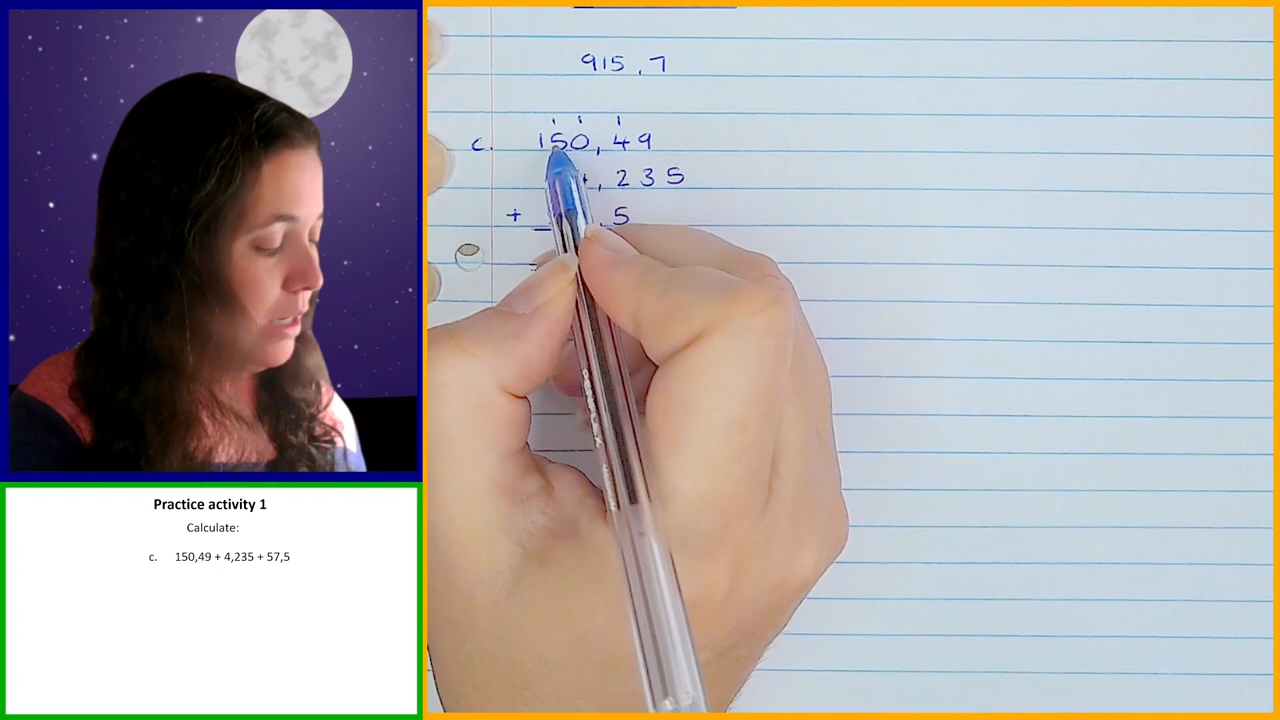 Practice activity 1
Calculate:
c. 150,49 + 4,235 + 57,5
915,7
c. 150,49
,235
+ ,5